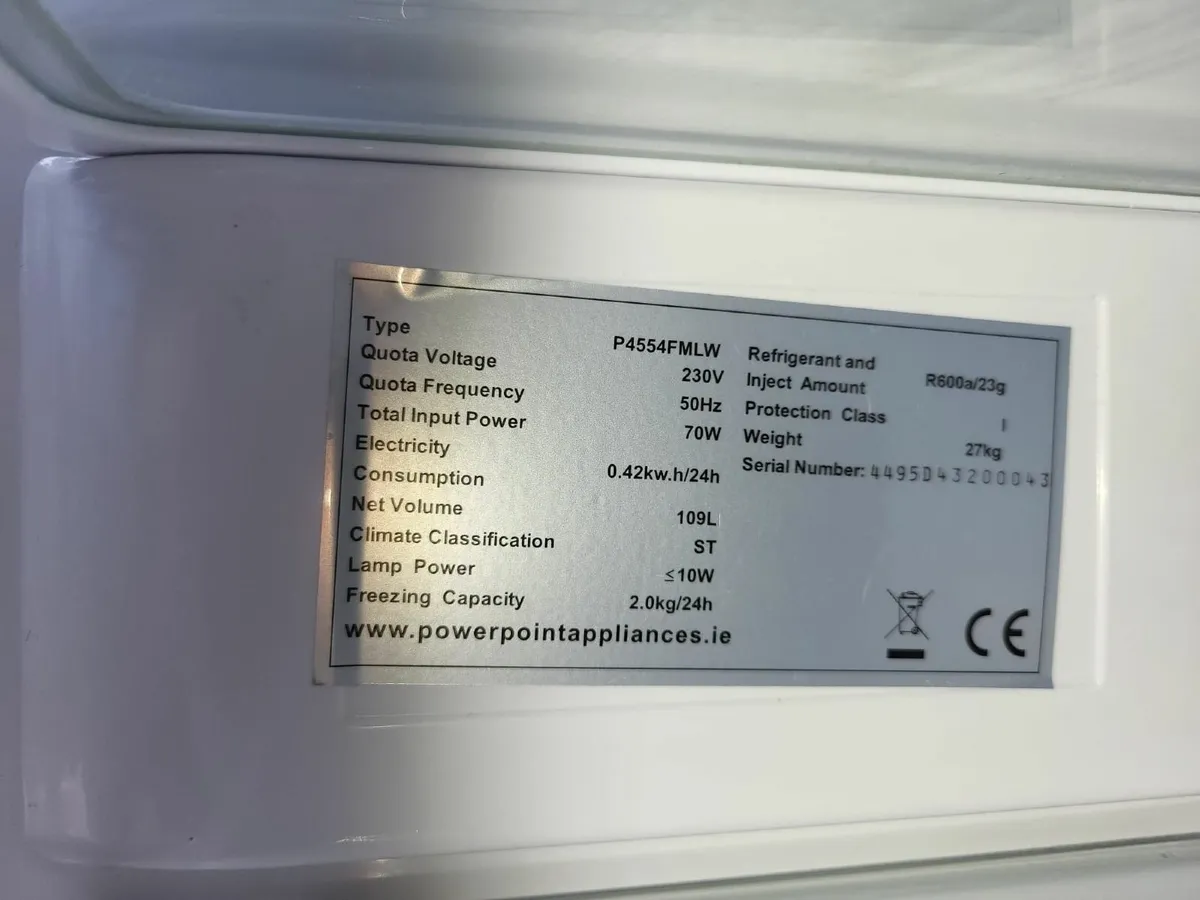 Type P4554FMLW
Quota Voltage 230V
Quota Frequency 50Hz
Total Input Power 70W
Electricity
Consumption 0.42kw.h/24h
Net Volume 109L
Climate Classification ST
Lamp Power ≤10W
Freezing Capacity 2.0kg/24h
www.powerpointappliances.ie
Refrigerant and
Inject Amount R600a/23g
Protection Class I
Weight 27kg
Serial Number: 4495D43200043
CE